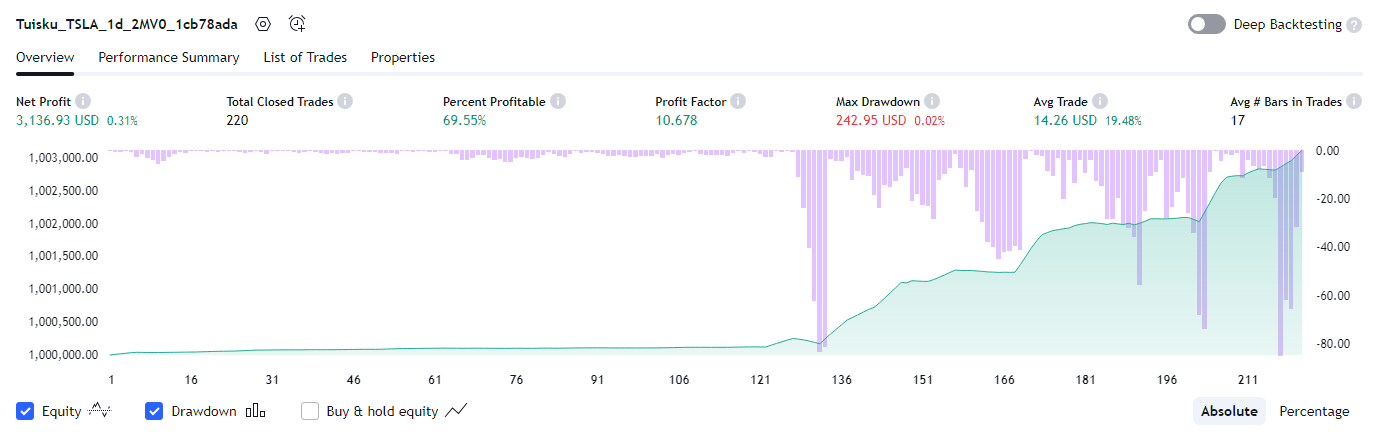 Tuisku_TSLA_1d_2MV0_1cb78ada Deep Backtesting ?
Overview Performance Summary List of Trades Properties
Net Profit Total Closed Trades Percent Profitable Profit Factor Max Drawdown Avg Trade Avg # Bars in Trades
3,136.93 USD 0.31% 220 69.55% 10.678 242.95 USD 0.02% 14.26 USD 19.48% 17
1,003,000.00 0.00
1,002,500.00 -20.00
1,002,000.00
1,001,500.00 -40.00
1,001,000.00 -60.00
1,000,500.00
1,000,000.00 -80.00
1 16 31 46 61 76 91 106 121 136 151 166 181 196 211
Equity Drawdown Buy & hold equity Absolute Percentage